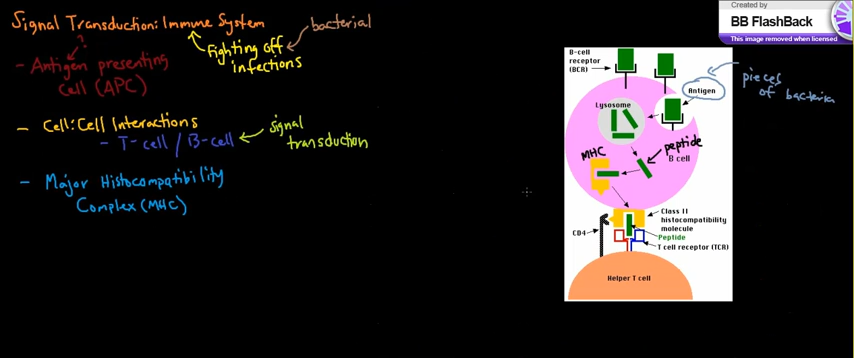 Signal Transduction: Immune System
?
Fighting off
infections
bacterial
- Antigen presenting
cell (APC)
- Cell: Cell Interactions
- T-cell / B-cell
signal
transduction
- Major Histocompatibility
Complex (MHC)
Created by
BB FlashBack
This image removed when licensed
B-cell
receptor
(BCR)
Antigen
pieces
of bacteria
Lysosome
MHC
peptide
B cell
Class II
histocompatibility
molecule
Peptide
T cell receptor (TCR)
CD4
Helper T cell